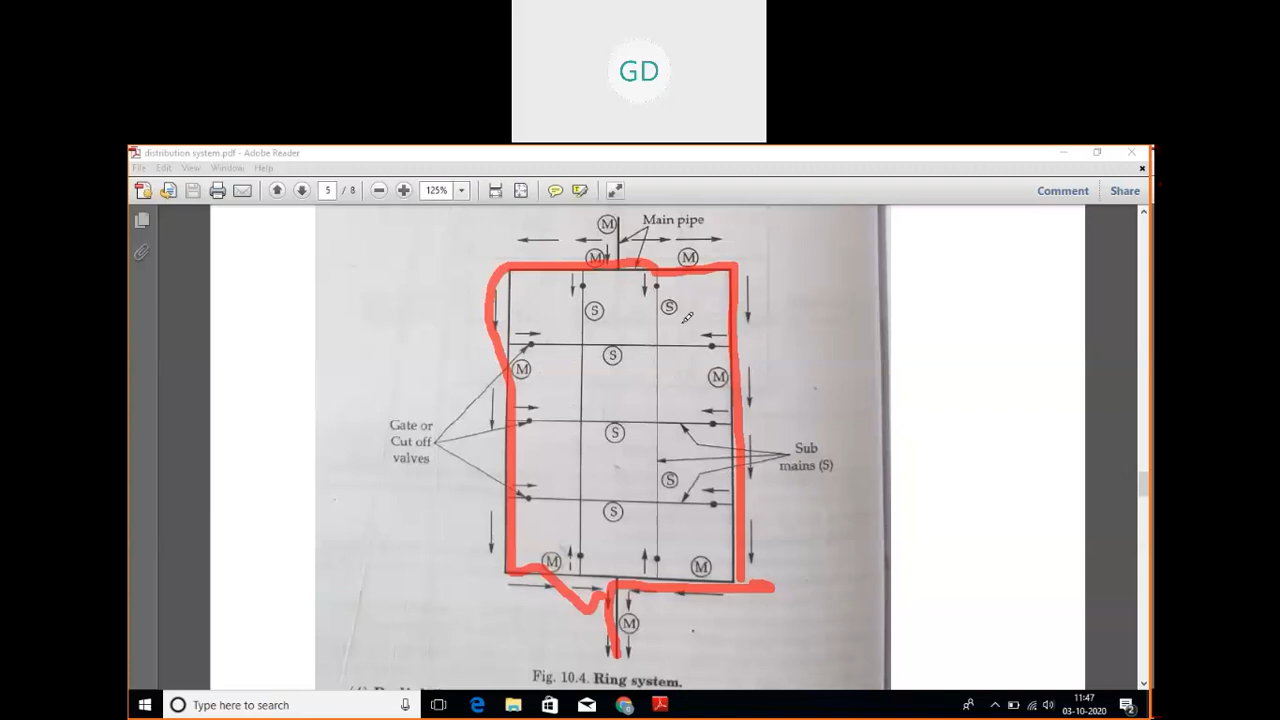 GD
distribution system.pdf - Adobe Reader
File Edit View Window Help
5 / 8
125%
Comment Share
M
Main pipe
M
M
S
S
S
M
M
Gate or
Cut off
valves
S
Sub
mains (S)
S
S
M
M
M
Fig. 10.4. Ring system.
Type here to search
11:47
03-10-2020
2